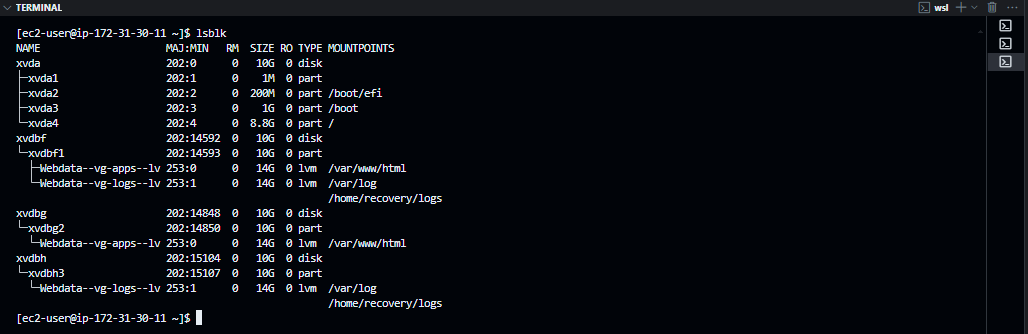 TERMINAL
wsl
[ec2-user@ip-172-31-30-11 ~]$ lsblk
NAME MAJ:MIN RM SIZE RO TYPE MOUNTPOINTS
xvda 202:0 0 10G 0 disk
├─xvda1 202:1 0 1M 0 part
├─xvda2 202:2 0 200M 0 part /boot/efi
├─xvda3 202:3 0 1G 0 part /boot
└─xvda4 202:4 0 8.8G 0 part /
xvdbf 202:14592 0 10G 0 disk
└─xvdbf1 202:14593 0 10G 0 part
├─Webdata--vg-apps--lv 253:0 0 14G 0 lvm /var/www/html
└─Webdata--vg-logs--lv 253:1 0 14G 0 lvm /var/log
/home/recovery/logs
xvdbg 202:14848 0 10G 0 disk
└─xvdbg2 202:14850 0 10G 0 part
└─Webdata--vg-apps--lv 253:0 0 14G 0 lvm /var/www/html
xvdbh 202:15104 0 10G 0 disk
└─xvdbh3 202:15107 0 10G 0 part
└─Webdata--vg-logs--lv 253:1 0 14G 0 lvm /var/log
/home/recovery/logs
[ec2-user@ip-172-31-30-11 ~]$